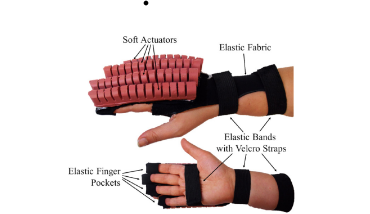 Soft Actuators
Elastic Fabric
Elastic Bands
with Velcro Straps
Elastic Finger
Pockets